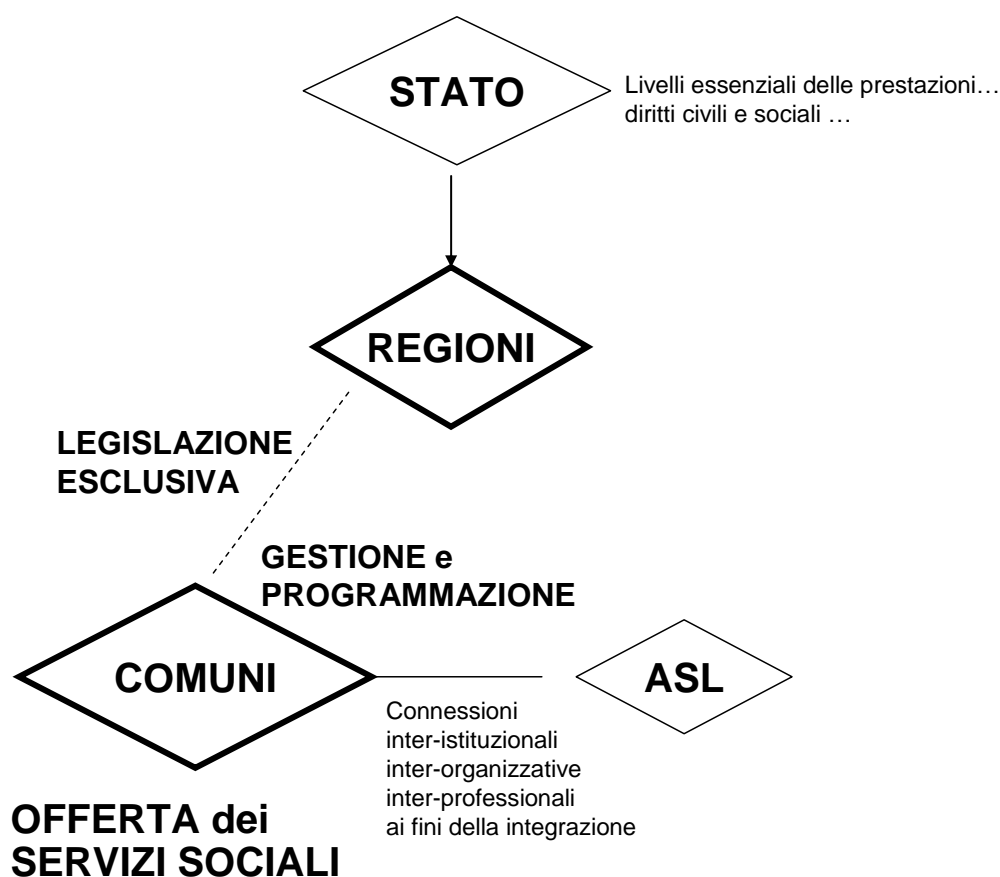 STATO
Livelli essenziali delle prestazioni…
diritti civili e sociali …
REGIONI
LEGISLAZIONE
ESCLUSIVA
GESTIONE e
PROGRAMMAZIONE
COMUNI
ASL
Connessioni
inter-istituzionali
inter-organizzative
inter-professionali
ai fini della integrazione
OFFERTA dei
SERVIZI SOCIALI